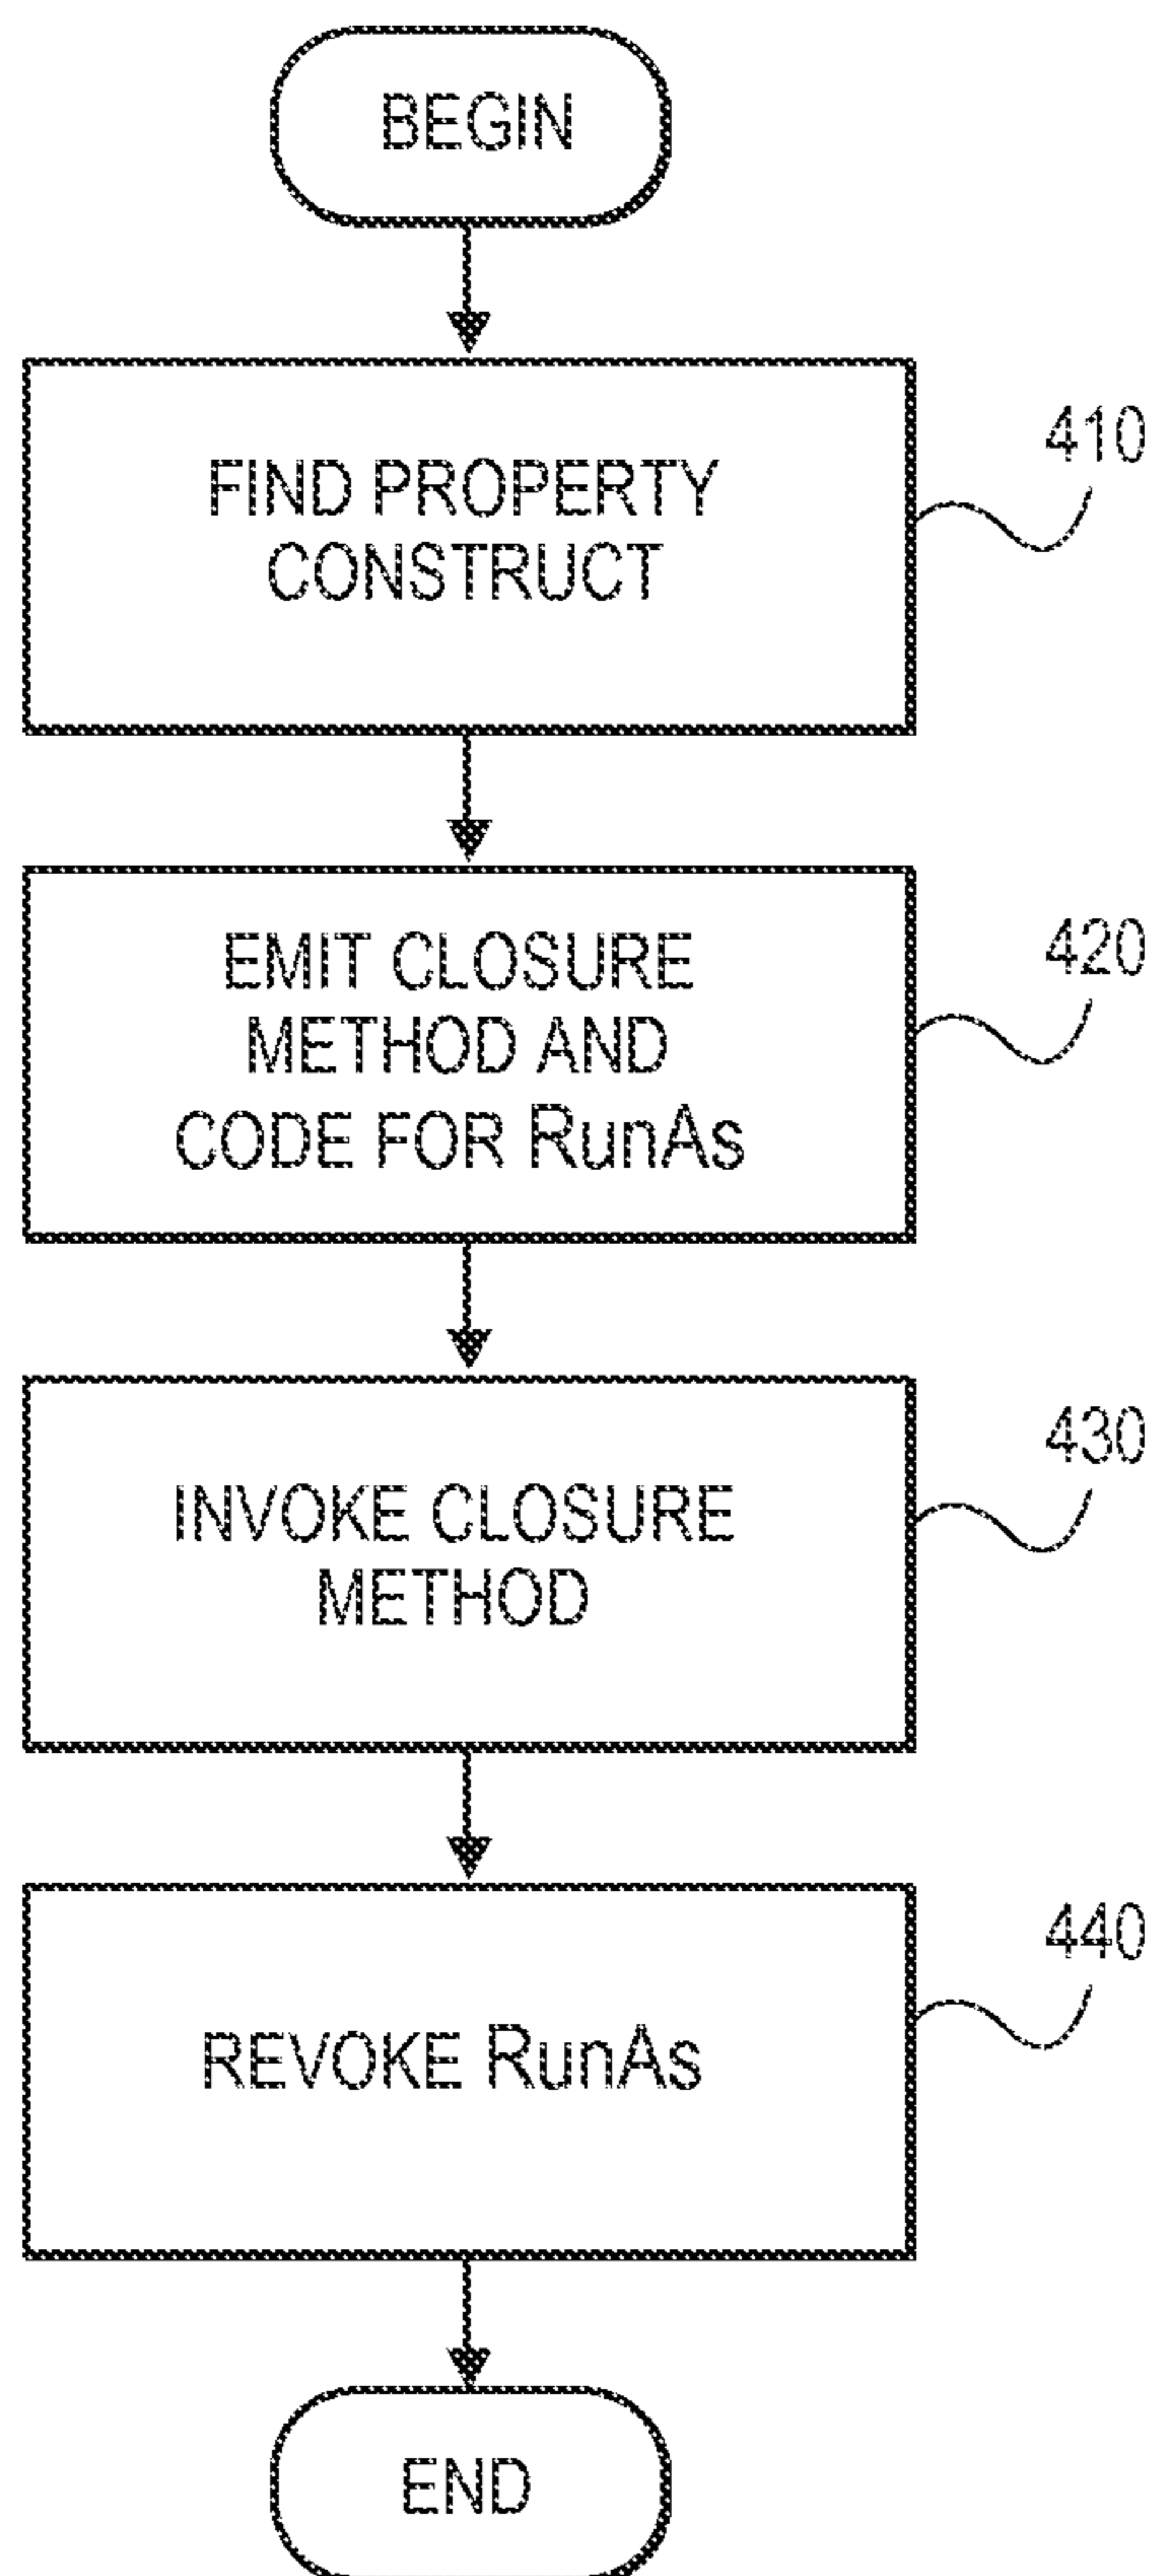 BEGIN
FIND PROPERTY
CONSTRUCT
410
EMIT CLOSURE
METHOD AND
CODE FOR RunAs
420
INVOKE CLOSURE
METHOD
430
REVOKE RunAs
440
END